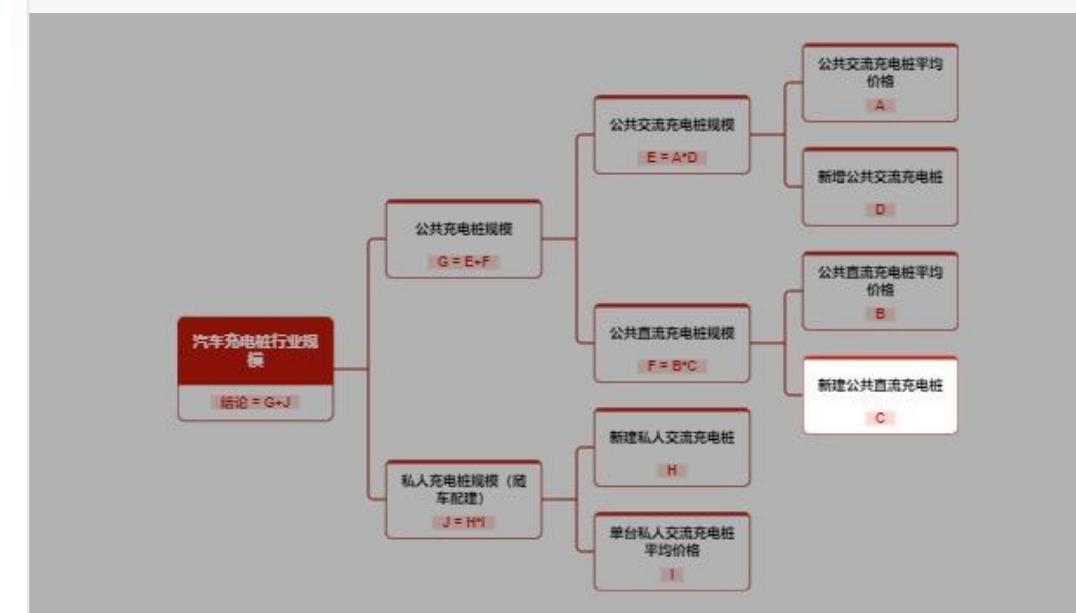 公共交流充电桩平均
价格
A
公共交流充电桩规模
E = A*D
新增公共交流充电桩
D
公共充电桩规模
G = E+F
公共直流充电桩平均
价格
B
汽车充电桩行业规
模
结论 = G+J
公共直流充电桩规模
F = B*C
新建公共直流充电桩
C
新建私人交流充电桩
H
私人充电桩规模（随
车配建）
J = H*I
单台私人交流充电桩
平均价格
I